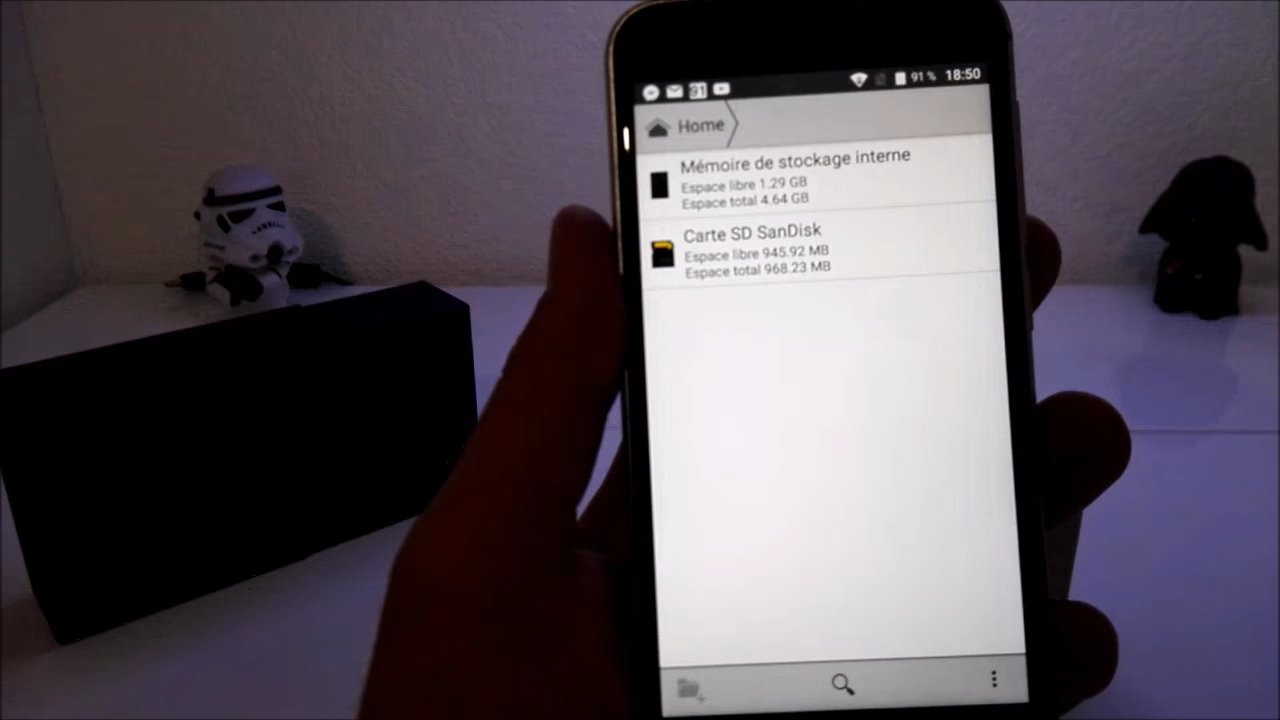 91 91 % 18:50
Home
Mémoire de stockage interne
Espace libre 1.29 GB
Espace total 4.64 GB
Carte SD SanDisk
Espace libre 945.92 MB
Espace total 968.23 MB